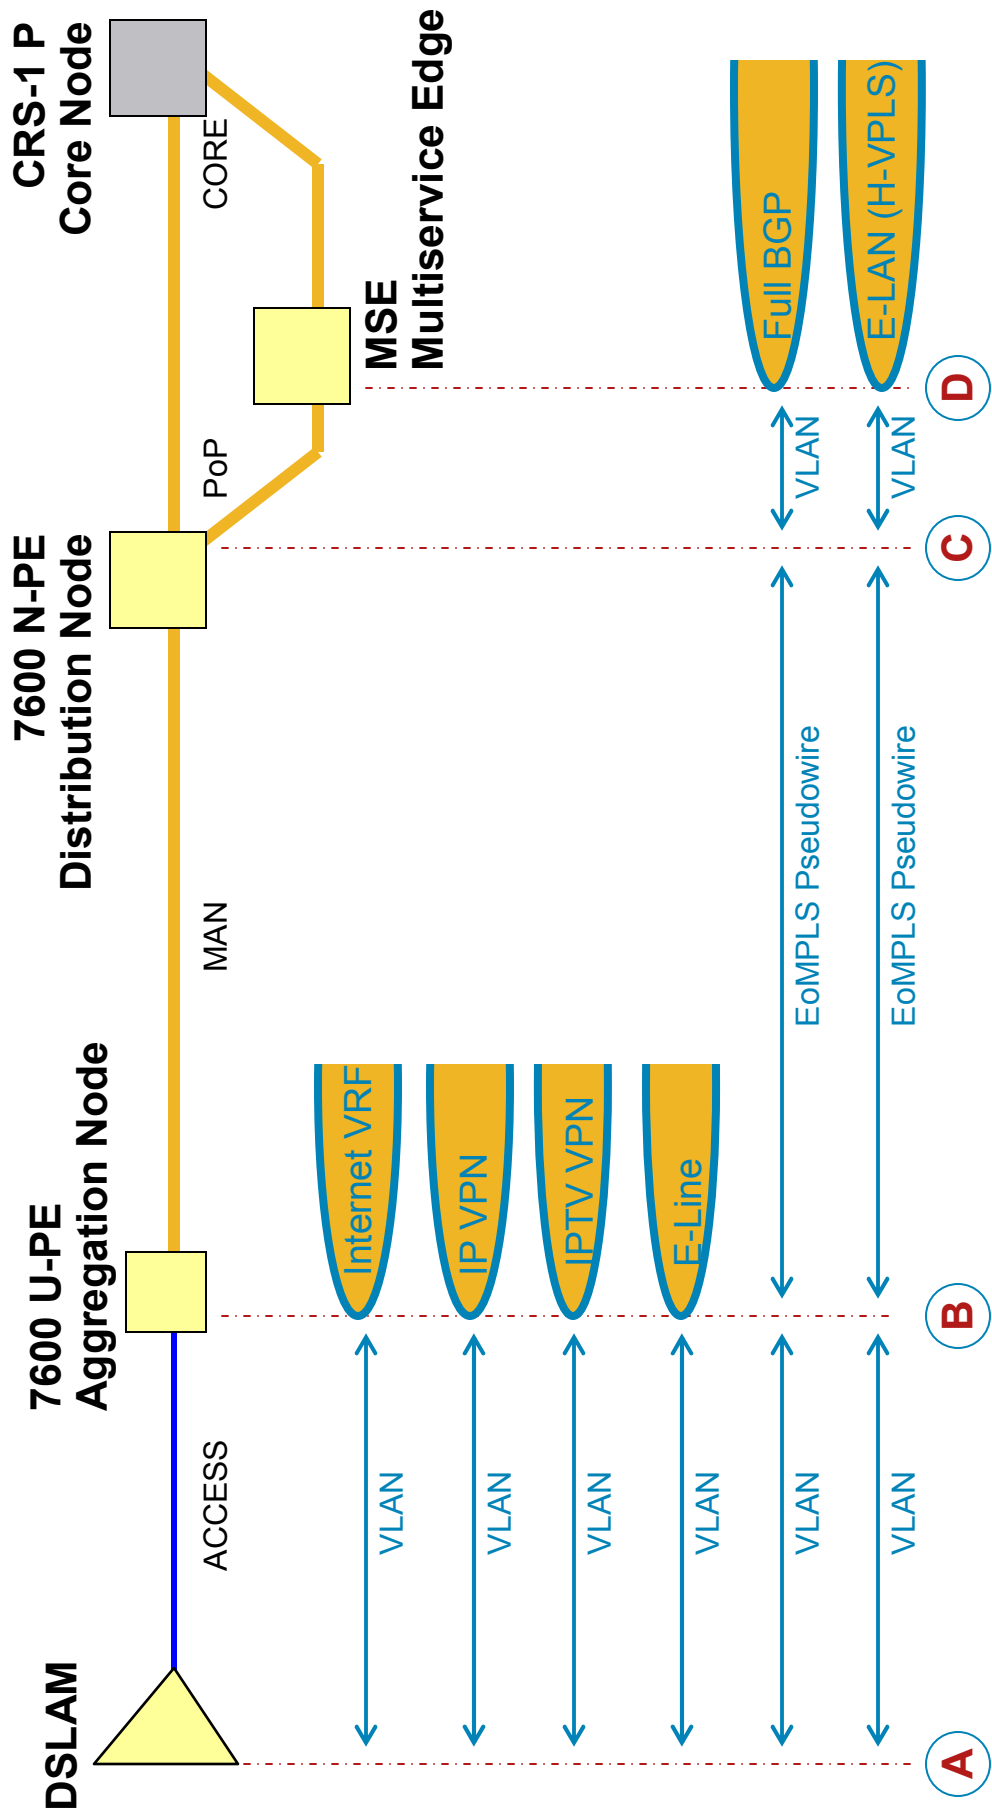 DSLAM
7600 U-PE
Aggregation Node
7600 N-PE
Distribution Node
CRS-1 P
Core Node
ACCESS
MAN
PoP
CORE
MSE
Multiservice Edge
VLAN
Internet VRF
VLAN
IP VPN
VLAN
IPTV VPN
VLAN
E-Line
VLAN
EoMPLS Pseudowire
VLAN
Full BGP
VLAN
EoMPLS Pseudowire
VLAN
E-LAN (H-VPLS)
A
B
C
D